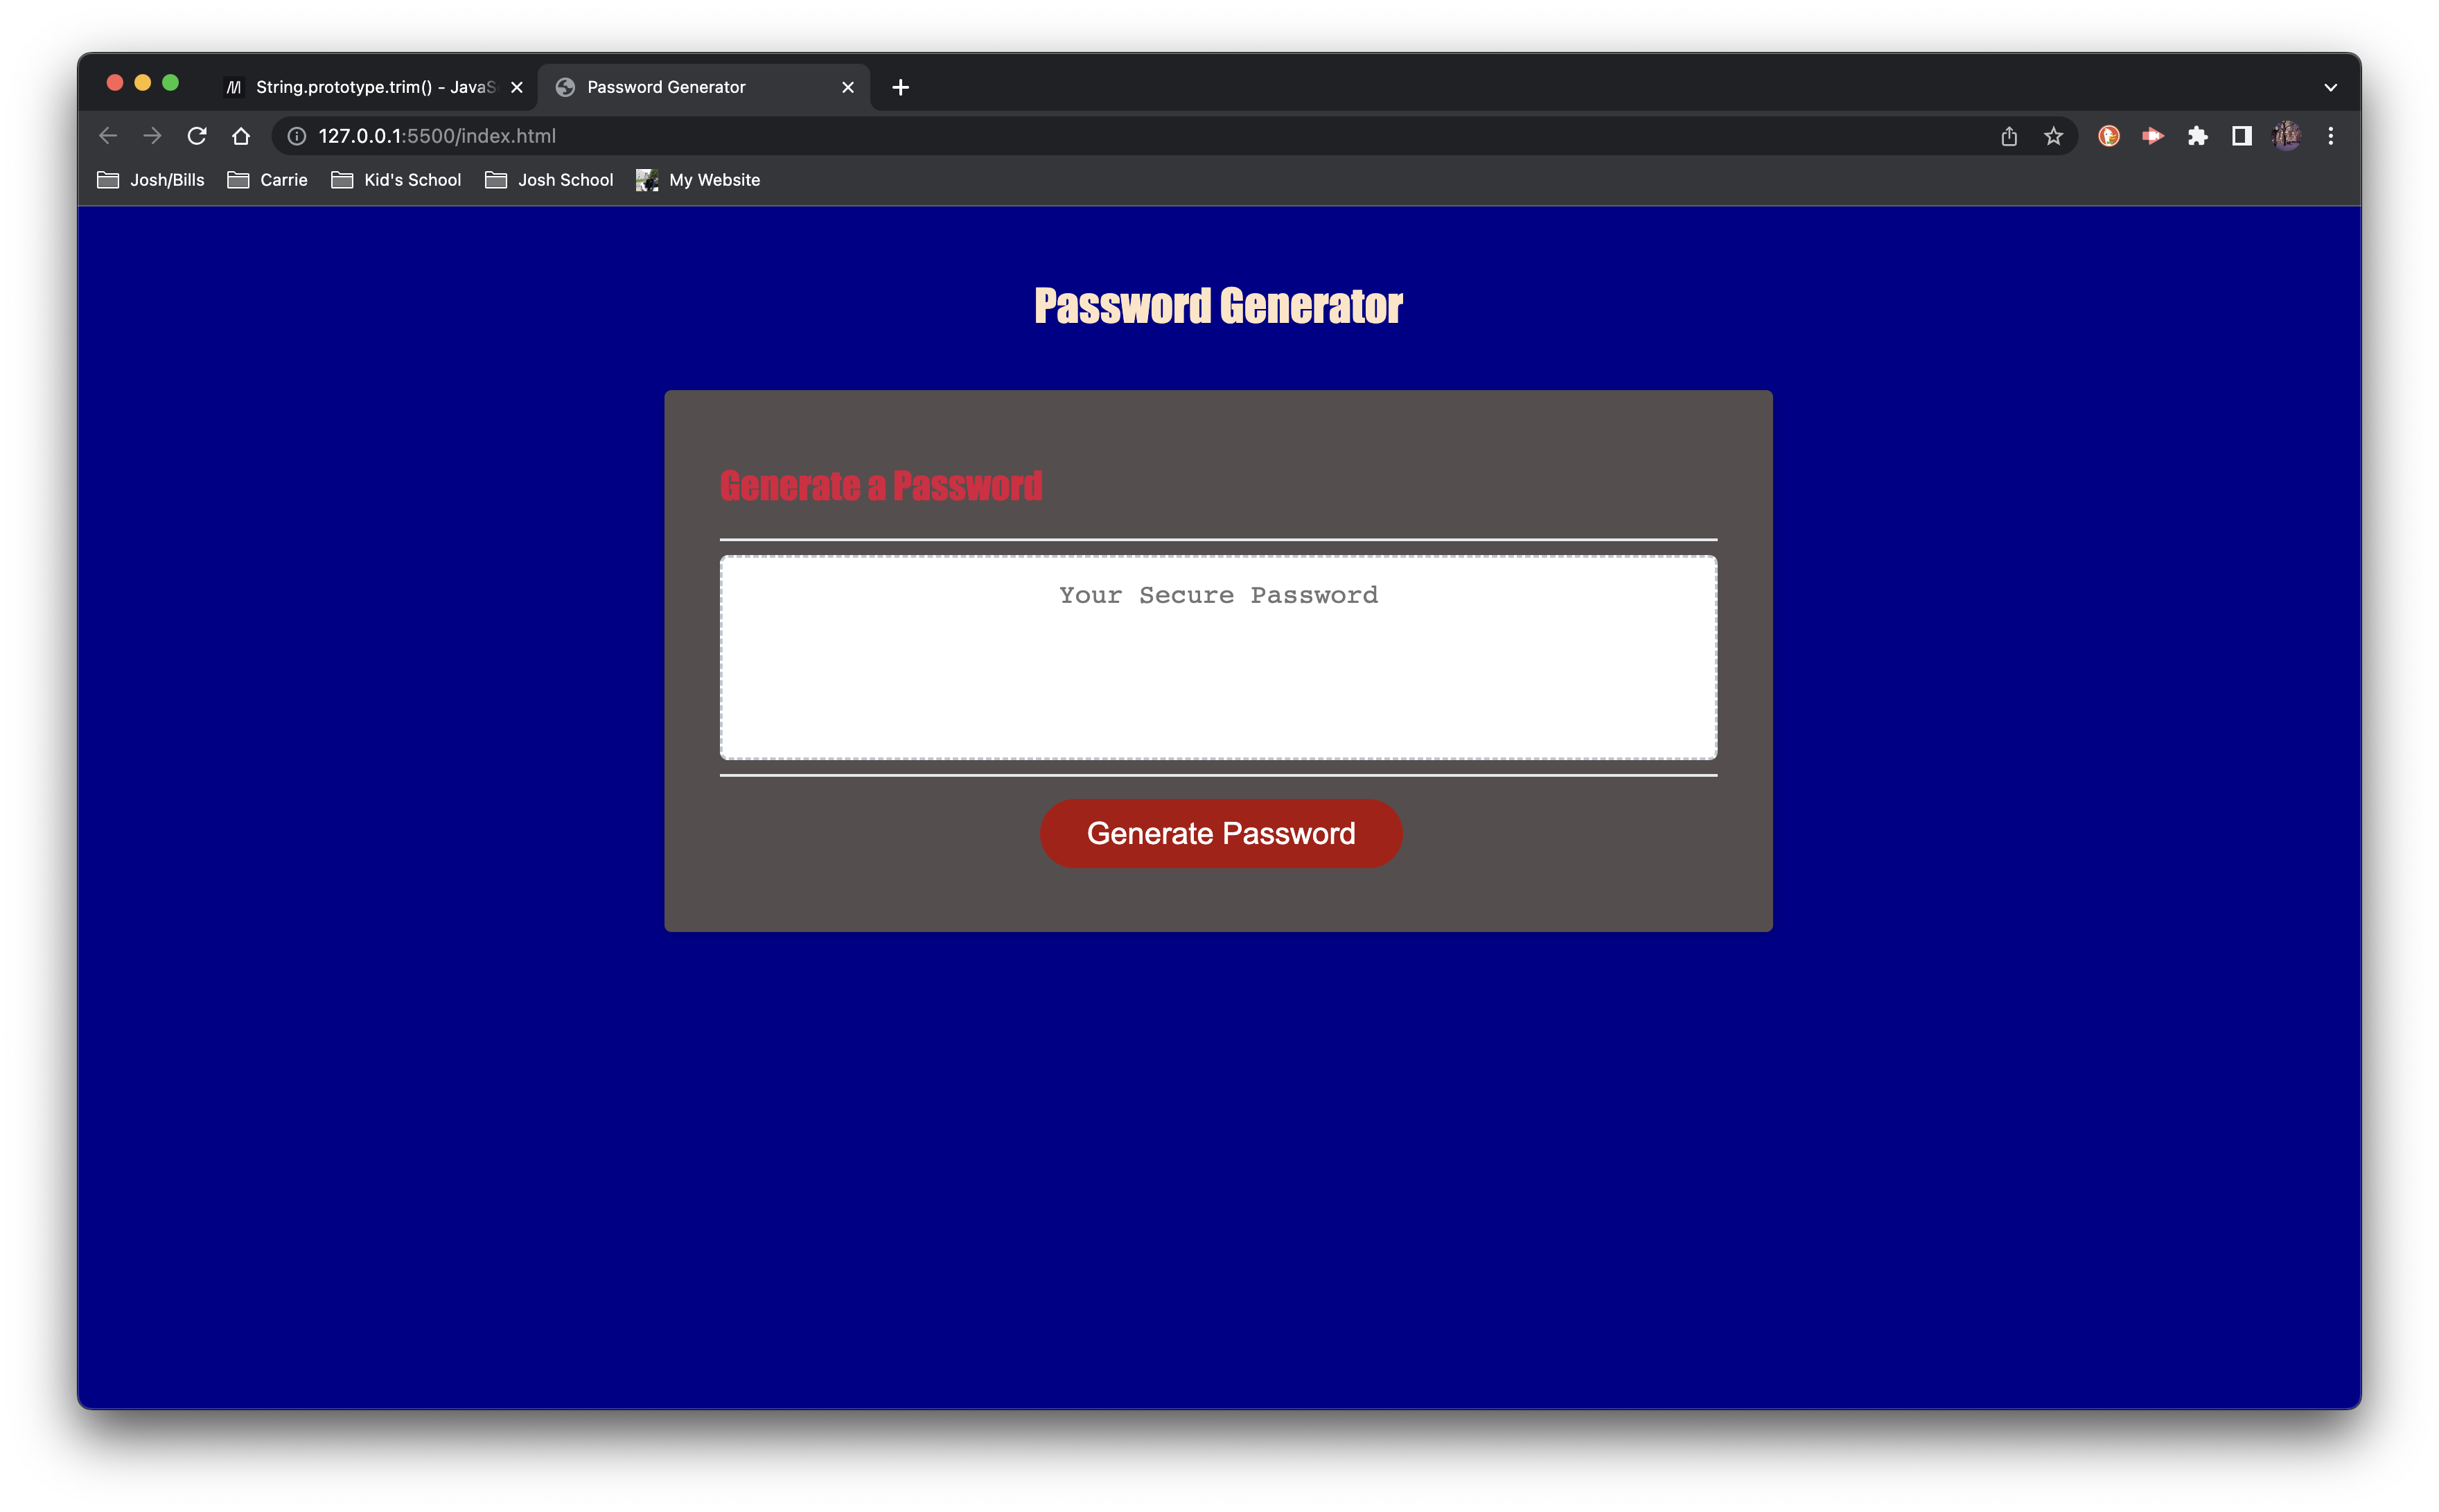 String.prototype.trim() - JavaS
Password Generator
127.0.0.1:5500/index.html
Josh/Bills
Carrie
Kid's School
Josh School
My Website
Password Generator
Generate a Password
Your Secure Password
Generate Password